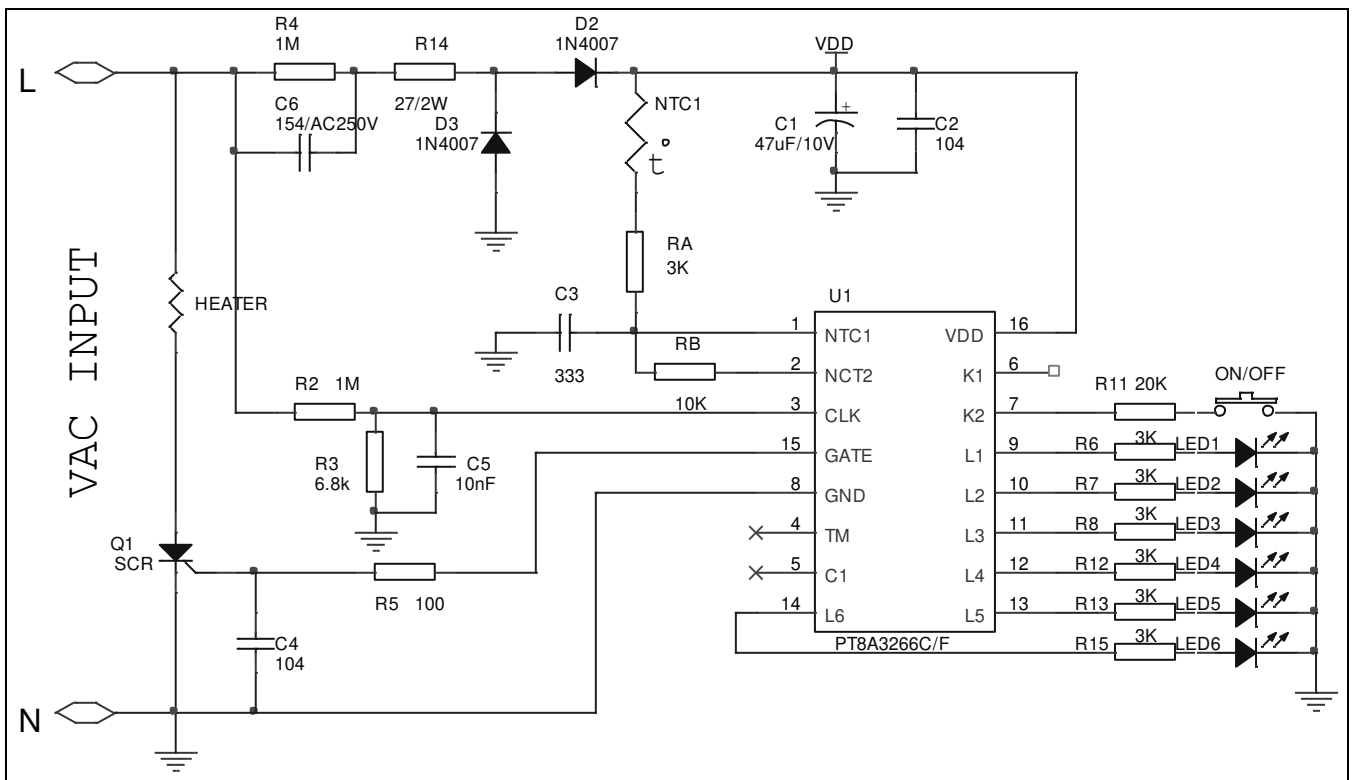 L
R4
1M
R14
D2
1N4007
VDD
C6
154/AC250V
27/2W
D3
1N4007
NTC1
t°
C1
+
47uF/10V
C2
104
RA
3K
VAC INPUT
HEATER
C3
333
RB
10K
R2 1M
R3
6.8k
C5
10nF
U1
1 NTC1
2 NCT2
3 CLK
15 GATE
8 GND
4 TM
5 C1
14 L6
VDD 16
K1 6
K2 7
L1 9
L2 10
L3 11
L4 12
L5 13
PT8A3266C/F
R11 20K
ON/OFF
R6 3K LED1
R7 3K LED2
R8 3K LED3
R12 3K LED4
R13 3K LED5
R15 3K LED6
Q1
SCR
R5 100
C4
104
N